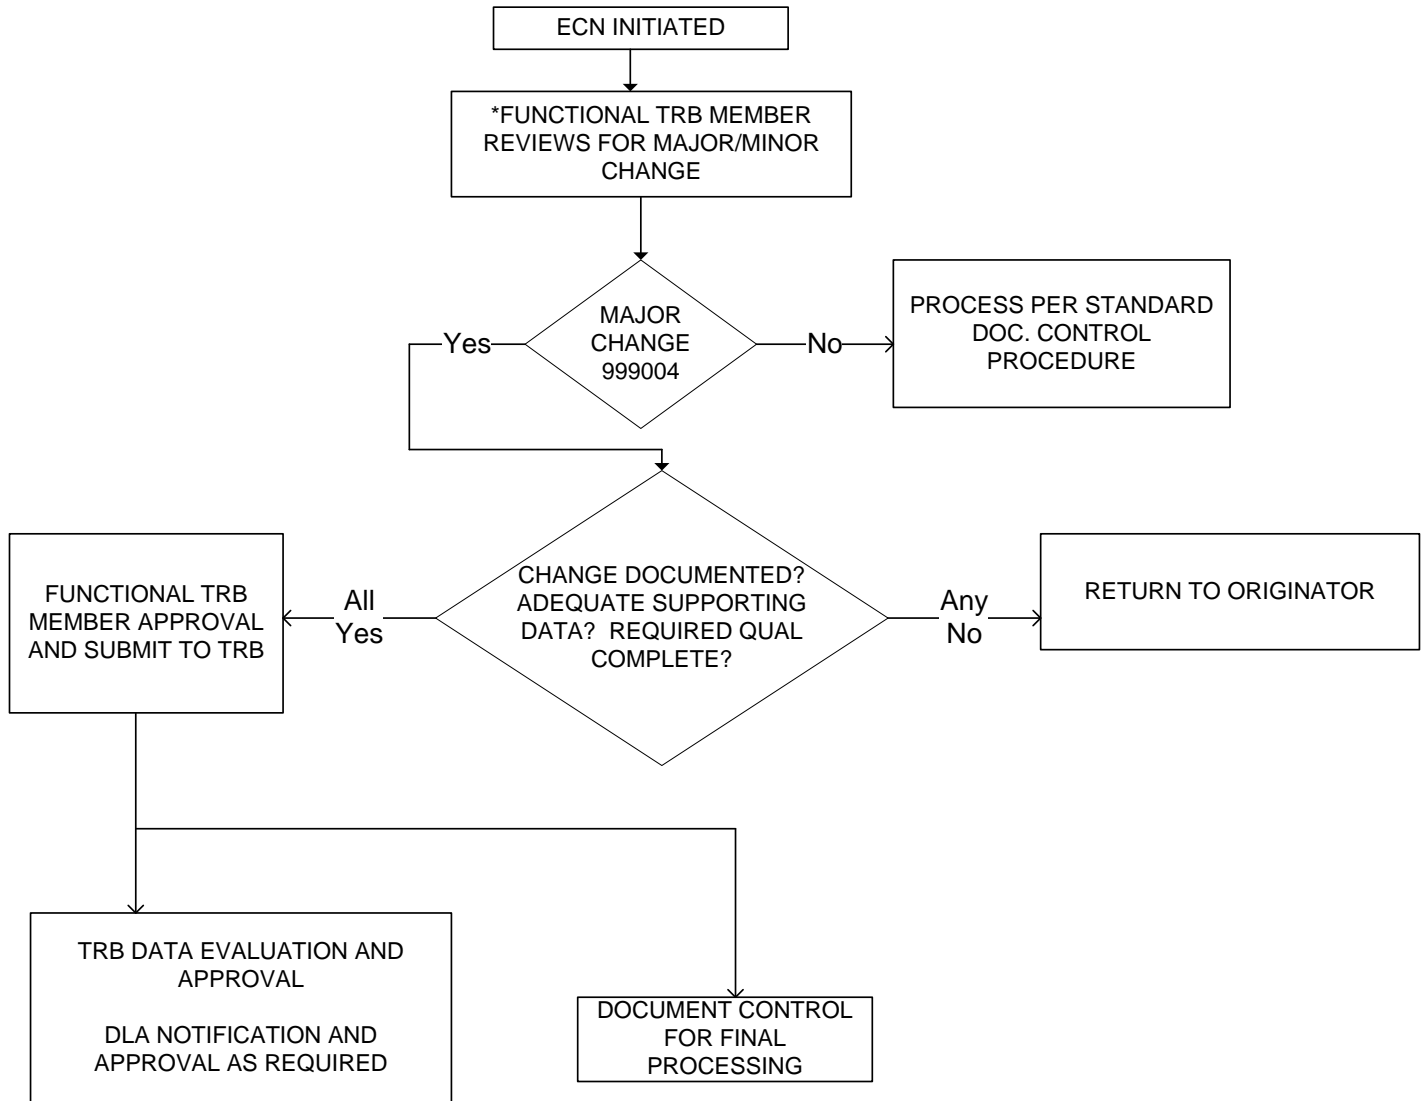 ECN INITIATED
*FUNCTIONAL TRB MEMBER
REVIEWS FOR MAJOR/MINOR
CHANGE
MAJOR
CHANGE
999004
Yes
No
PROCESS PER STANDARD
DOC. CONTROL
PROCEDURE
CHANGE DOCUMENTED?
ADEQUATE SUPPORTING
DATA? REQUIRED QUAL
COMPLETE?
All
Yes
FUNCTIONAL TRB
MEMBER APPROVAL
AND SUBMIT TO TRB
Any
No
RETURN TO ORIGINATOR
TRB DATA EVALUATION AND
APPROVAL
DLA NOTIFICATION AND
APPROVAL AS REQUIRED
DOCUMENT CONTROL
FOR FINAL
PROCESSING